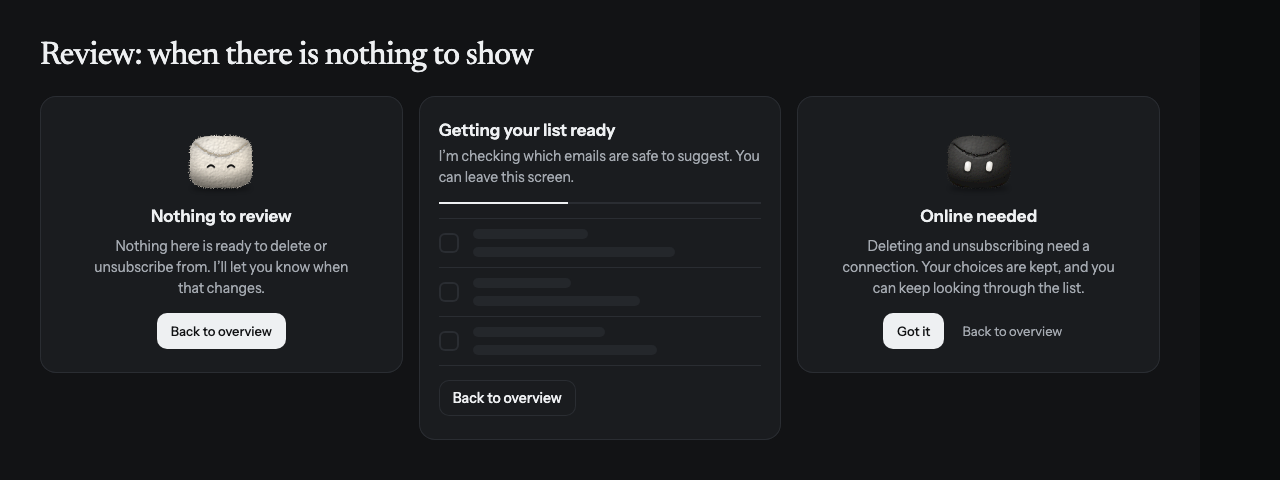 Review: when there is nothing to show
Nothing to review
Nothing here is ready to delete or
unsubscribe from. I’ll let you know when
that changes.
Back to overview
Getting your list ready
I’m checking which emails are safe to suggest. You
can leave this screen.
Back to overview
Online needed
Deleting and unsubscribing need a
connection. Your choices are kept, and you
can keep looking through the list.
Got it
Back to overview